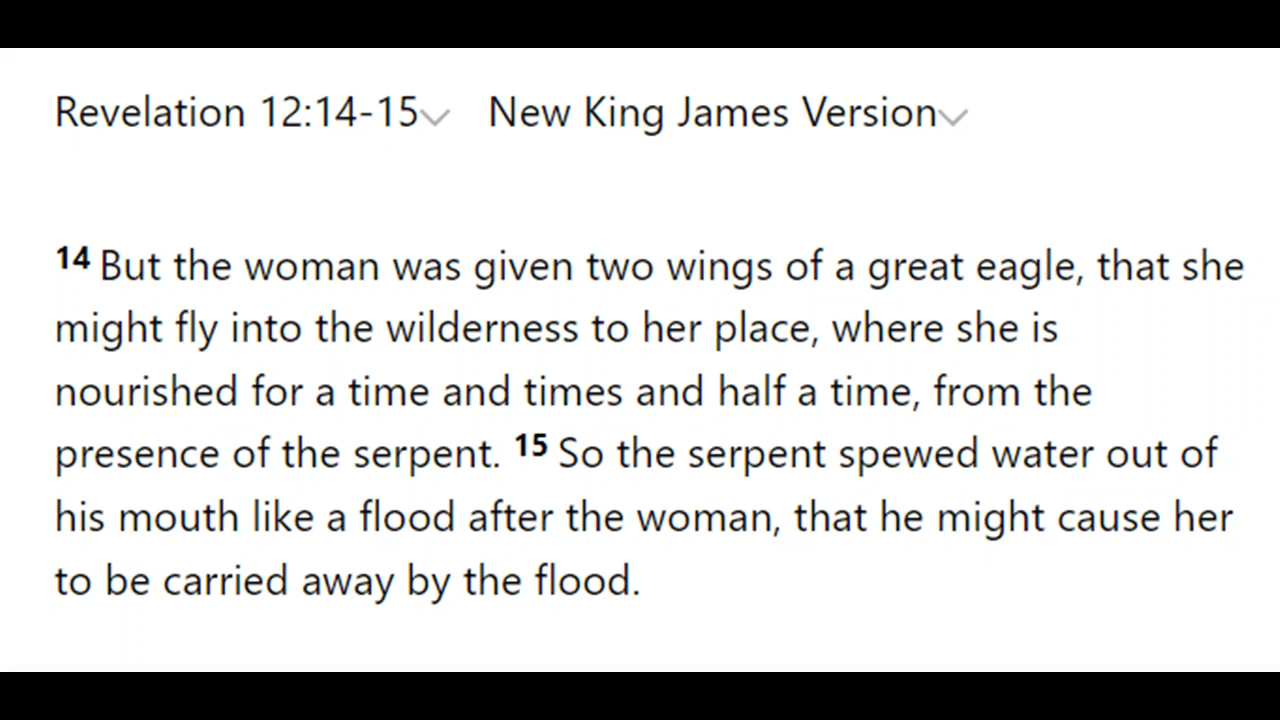 Revelation 12:14-15 New King James Version
14 But the woman was given two wings of a great eagle, that she
might fly into the wilderness to her place, where she is
nourished for a time and times and half a time, from the
presence of the serpent. 15 So the serpent spewed water out of
his mouth like a flood after the woman, that he might cause her
to be carried away by the flood.